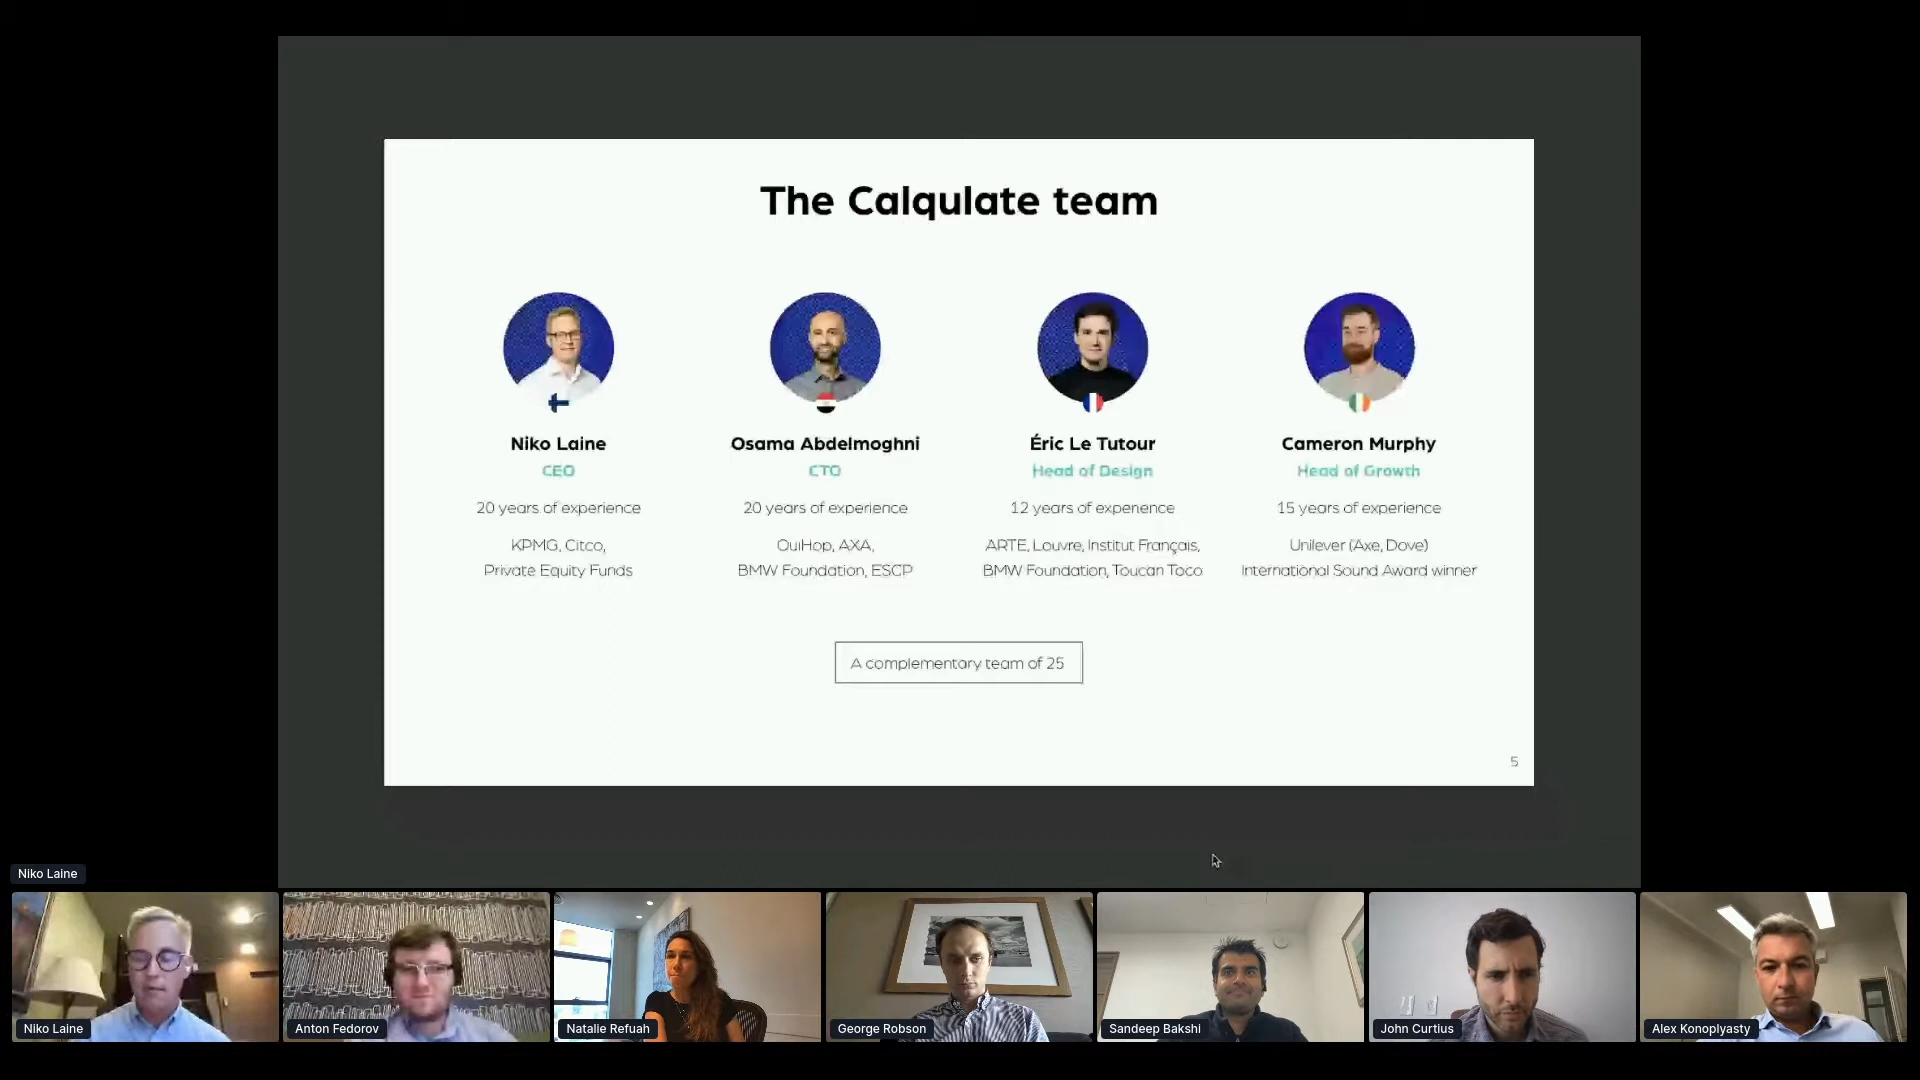 The Calqulate team
Niko Laine
CEO
20 years of experience
KPMG, Citco,
Private Equity Funds
Osama Abdelmoghni
CTO
20 years of experience
OuiHop, AXA,
BMW Foundation, ESCP
Éric Le Tutour
Head of Design
12 years of experience
ARTE, Louvre, Institut Français,
BMW Foundation, Toucan Toco
Cameron Murphy
Head of Growth
15 years of experience
Unilever (Axe, Dove)
International Sound Award winner
A complementary team of 25
5
Niko Laine
Niko Laine
Anton Fedorov
Natalie Refuah
George Robson
Sandeep Bakshi
John Curtius
Alex Konoplyasty